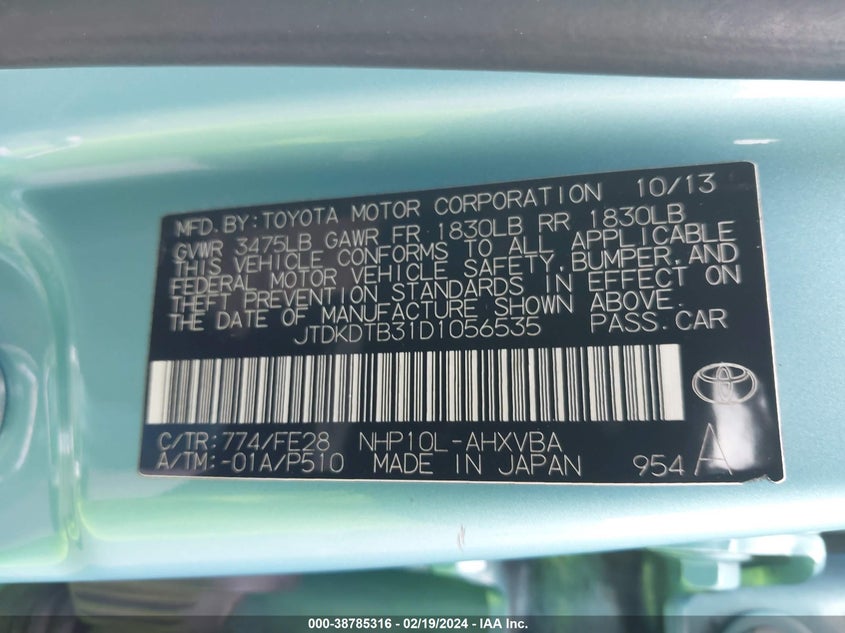 MFD. BY: TOYOTA MOTOR CORPORATION 10/13
GVWR 3475LB GAWR FR 1830LB RR 1830LB
THIS VEHICLE CONFORMS TO ALL APPLICABLE
FEDERAL MOTOR VEHICLE SAFETY, BUMPER, AND
THEFT PREVENTION STANDARDS IN EFFECT ON
THE DATE OF MANUFACTURE SHOWN ABOVE.
JTDKDTB31D1056535 PASS. CAR
C/TR: 774/FE28 NHP10L-AHXVBA
A/TM: -01A/P510 MADE IN JAPAN 954 A
000-38785316 - 02/19/2024 - IAA Inc.